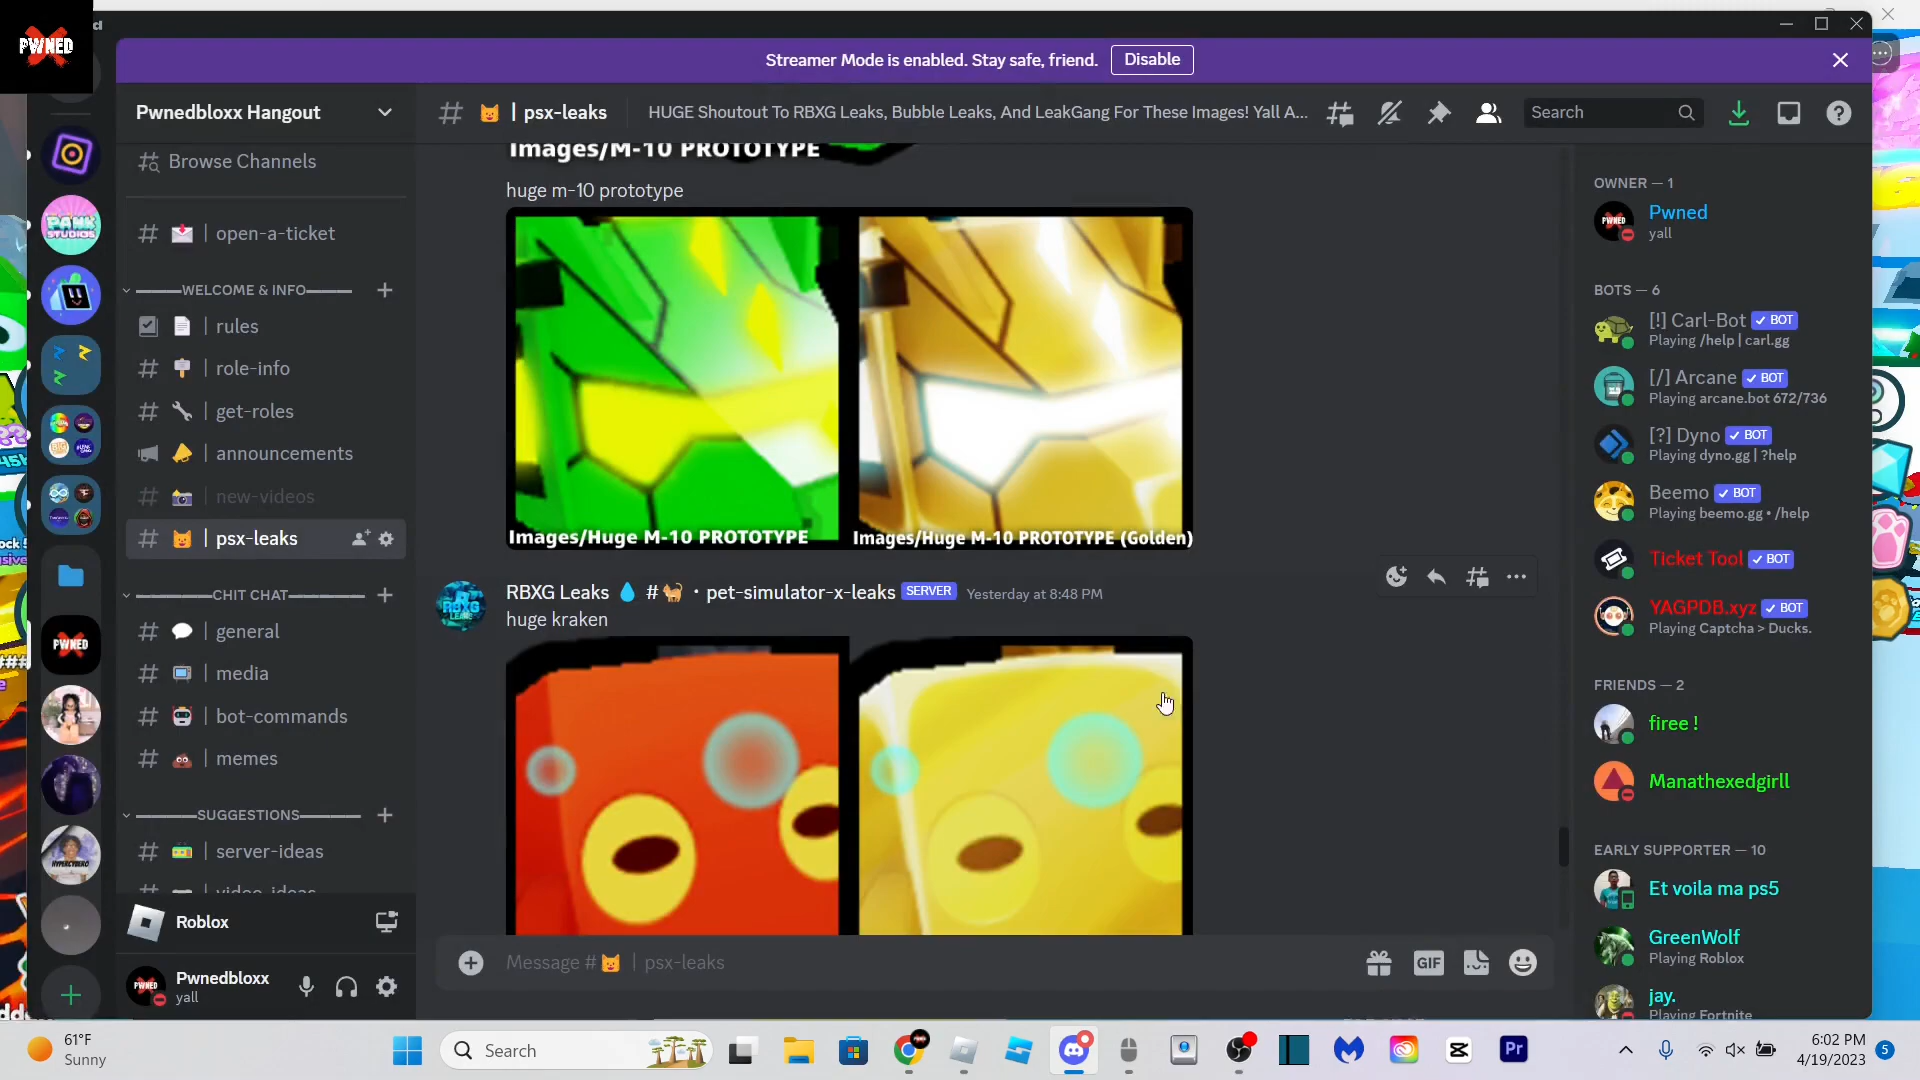 PWNED
Streamer Mode is enabled. Stay safe, friend.
Disable
Pwnedbloxx Hangout
| psx-leaks
HUGE Shoutout To RBXG Leaks, Bubble Leaks, And LeakGang For These Images! Yall A...
Search
Browse Channels
| open-a-ticket
WELCOME & INFO
| rules
| role-info
| get-roles
| announcements
new-videos
| psx-leaks
CHIT CHAT
| general
| media
| bot-commands
| memes
SUGGESTIONS
| server-ideas
video-ideas
Roblox
Pwnedbloxx
yall
Images/M-10 PROTOTYPE
huge m-10 prototype
Images/Huge M-10 PROTOTYPE
Images/Huge M-10 PROTOTYPE (Golden)
RBXG Leaks 💧 #🐈 · pet-simulator-x-leaks SERVER Yesterday at 8:48 PM
huge kraken
Message #🐱 | psx-leaks
GIF
OWNER — 1
Pwned
yall
BOTS — 6
[!] Carl-Bot ✓ BOT
Playing /help | carl.gg
[/] Arcane ✓ BOT
Playing arcane.bot 672/736
[?] Dyno ✓ BOT
Playing dyno.gg | ?help
Beemo ✓ BOT
Playing beemo.gg • /help
Ticket Tool ✓ BOT
YAGPDB.xyz ✓ BOT
Playing Captcha > Ducks.
FRIENDS — 2
firee !
Manathexedgirll
EARLY SUPPORTER — 10
Et voila ma ps5
GreenWolf
Playing Roblox
jay.
Playing Fortnite
61°F
Sunny
Search
Pr
6:02 PM
4/19/2023
5